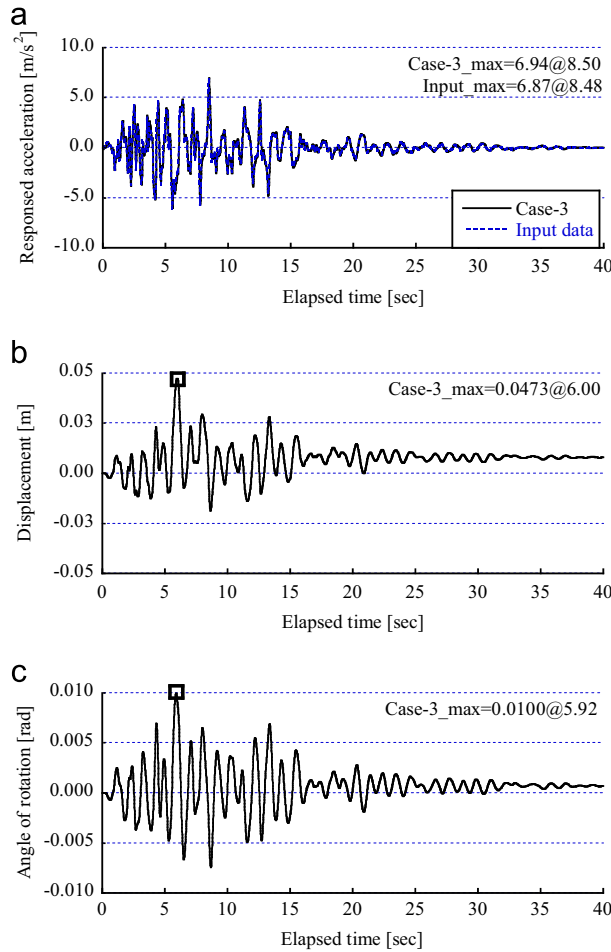 a
10.0
Case-3_max=6.94@8.50
Input_max=6.87@8.48
5.0
0.0
-5.0
-10.0
Responsed acceleration [m/s²]
Case-3
Input data
0 5 10 15 20 25 30 35 40
Elapsed time [sec]
b
0.05
Case-3_max=0.0473@6.00
0.03
0.00
-0.03
-0.05
Displacement [m]
0 5 10 15 20 25 30 35 40
Elapsed time [sec]
c
0.010
Case-3_max=0.0100@5.92
0.005
0.000
-0.005
-0.010
Angle of rotation [rad]
0 5 10 15 20 25 30 35 40
Elapsed time [sec]